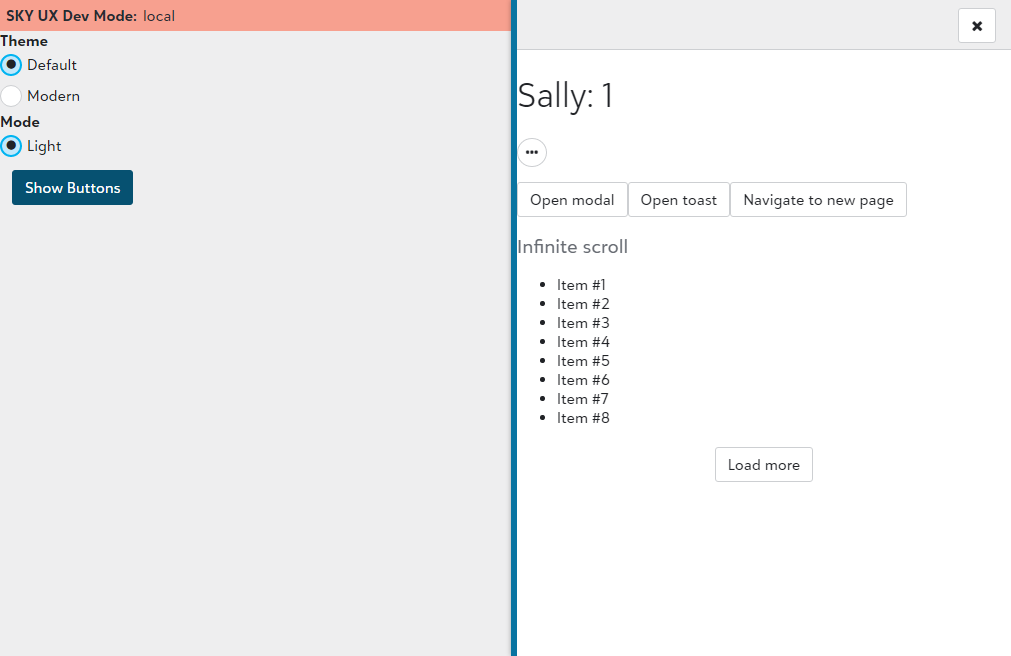 SKY UX Dev Mode: local
Theme
Default
Modern
Mode
Light
Show Buttons
Sally: 1
Open modal
Open toast
Navigate to new page
Infinite scroll
Item #1
Item #2
Item #3
Item #4
Item #5
Item #6
Item #7
Item #8
Load more